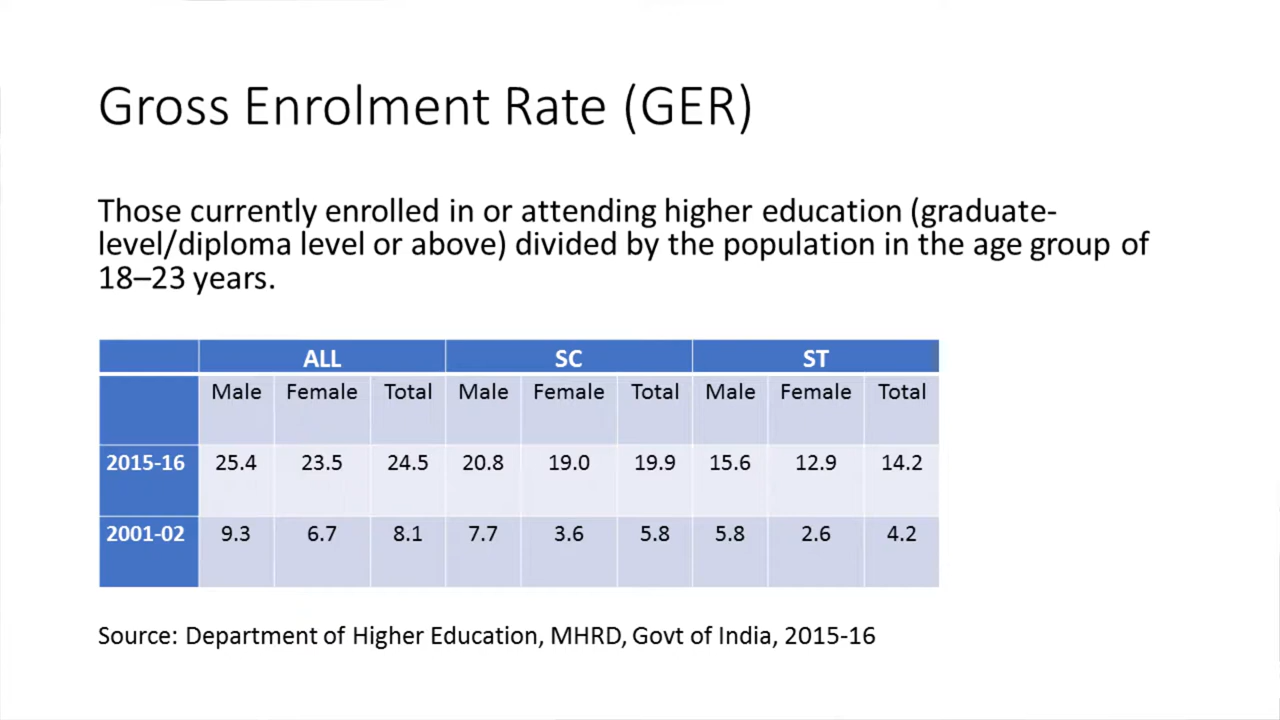 Gross Enrolment Rate (GER)
Those currently enrolled in or attending higher education (graduate-
level/diploma level or above) divided by the population in the age group of
18–23 years.
ALL SC ST
Male Female Total Male Female Total Male Female Total
2015-16 25.4 23.5 24.5 20.8 19.0 19.9 15.6 12.9 14.2
2001-02 9.3 6.7 8.1 7.7 3.6 5.8 5.8 2.6 4.2
Source: Department of Higher Education, MHRD, Govt of India, 2015-16